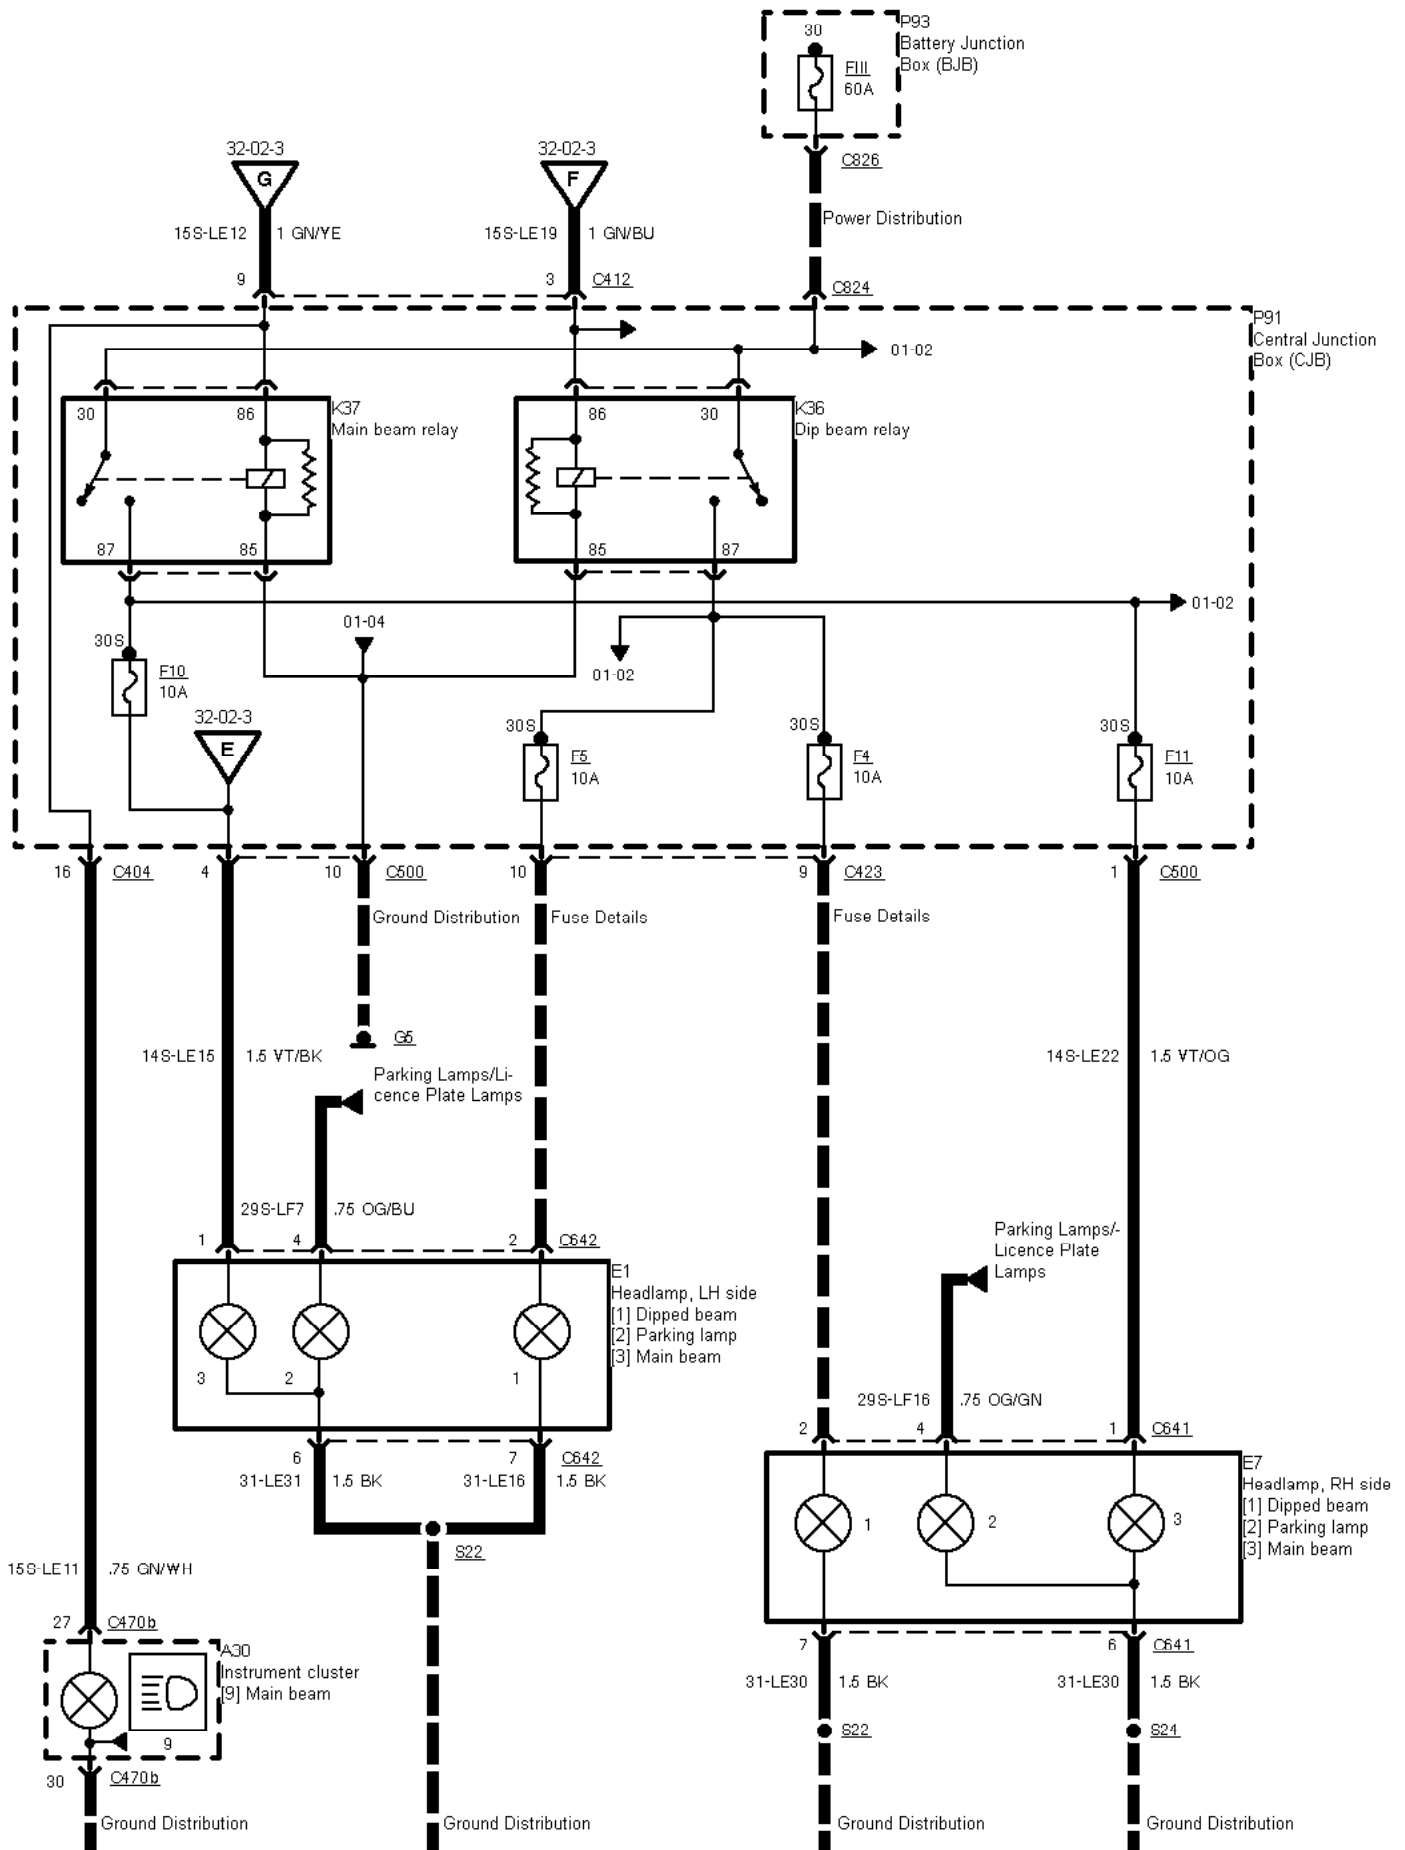 30
P93
Battery Junction
Box (BJB)
FIII
60A
C826
32-02-3
G
32-02-3
F
Power Distribution
15S-LE12
1 GN/YE
15S-LE19
1 GN/BU
9
3
C412
C824
P91
Central Junction
Box (CJB)
01-02
30
86
K37
Main beam relay
86
30
K36
Dip beam relay
87
85
85
87
01-02
01-04
30S
F10
10A
01-02
32-02-3
E
30S
F5
10A
30S
F4
10A
30S
F11
10A
16
C404
4
10
C500
10
9
C423
1
C500
Ground Distribution
Fuse Details
Fuse Details
G5
14S-LE15
1.5 VT/BK
14S-LE22
1.5 VT/OG
Parking Lamps/Li-
cence Plate Lamps
29S-LF7
.75 OG/BU
1
4
2
C642
Parking Lamps/-
Licence Plate
Lamps
E1
Headlamp, LH side
[1] Dipped beam
[2] Parking lamp
[3] Main beam
3
2
1
29S-LF16
.75 OG/GN
2
4
1
C641
6
7
C642
31-LE31
1.5 BK
31-LE16
1.5 BK
E7
Headlamp, RH side
[1] Dipped beam
[2] Parking lamp
[3] Main beam
1
2
3
S22
15S-LE11
.75 GN/WH
27
C470b
A30
Instrument cluster
[9] Main beam
9
7
6
C641
31-LE30
1.5 BK
31-LE30
1.5 BK
S22
S24
30
C470b
Ground Distribution
Ground Distribution
Ground Distribution
Ground Distribution